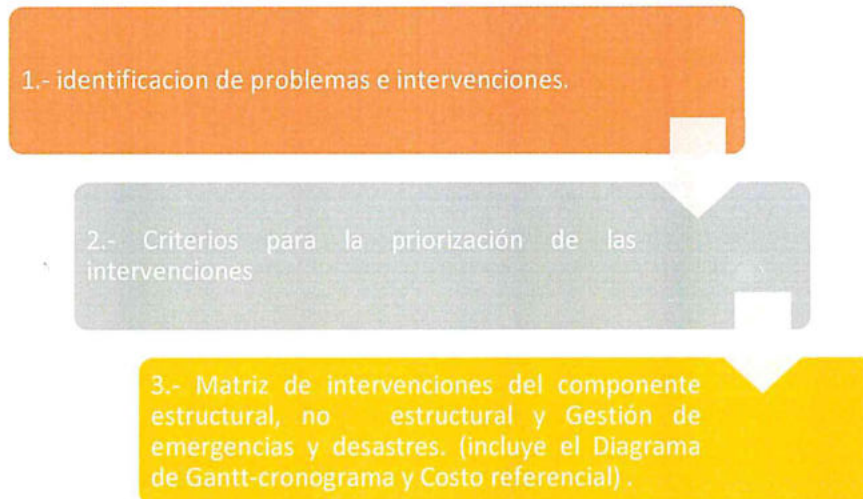 1.- identificacion de problemas e intervenciones.
2.- Criterios para la priorización de las
intervenciones
3.- Matriz de intervenciones del componente
estructural, no estructural y Gestión de
emergencias y desastres. (incluye el Diagrama
de Gantt-cronograma y Costo referencial) .